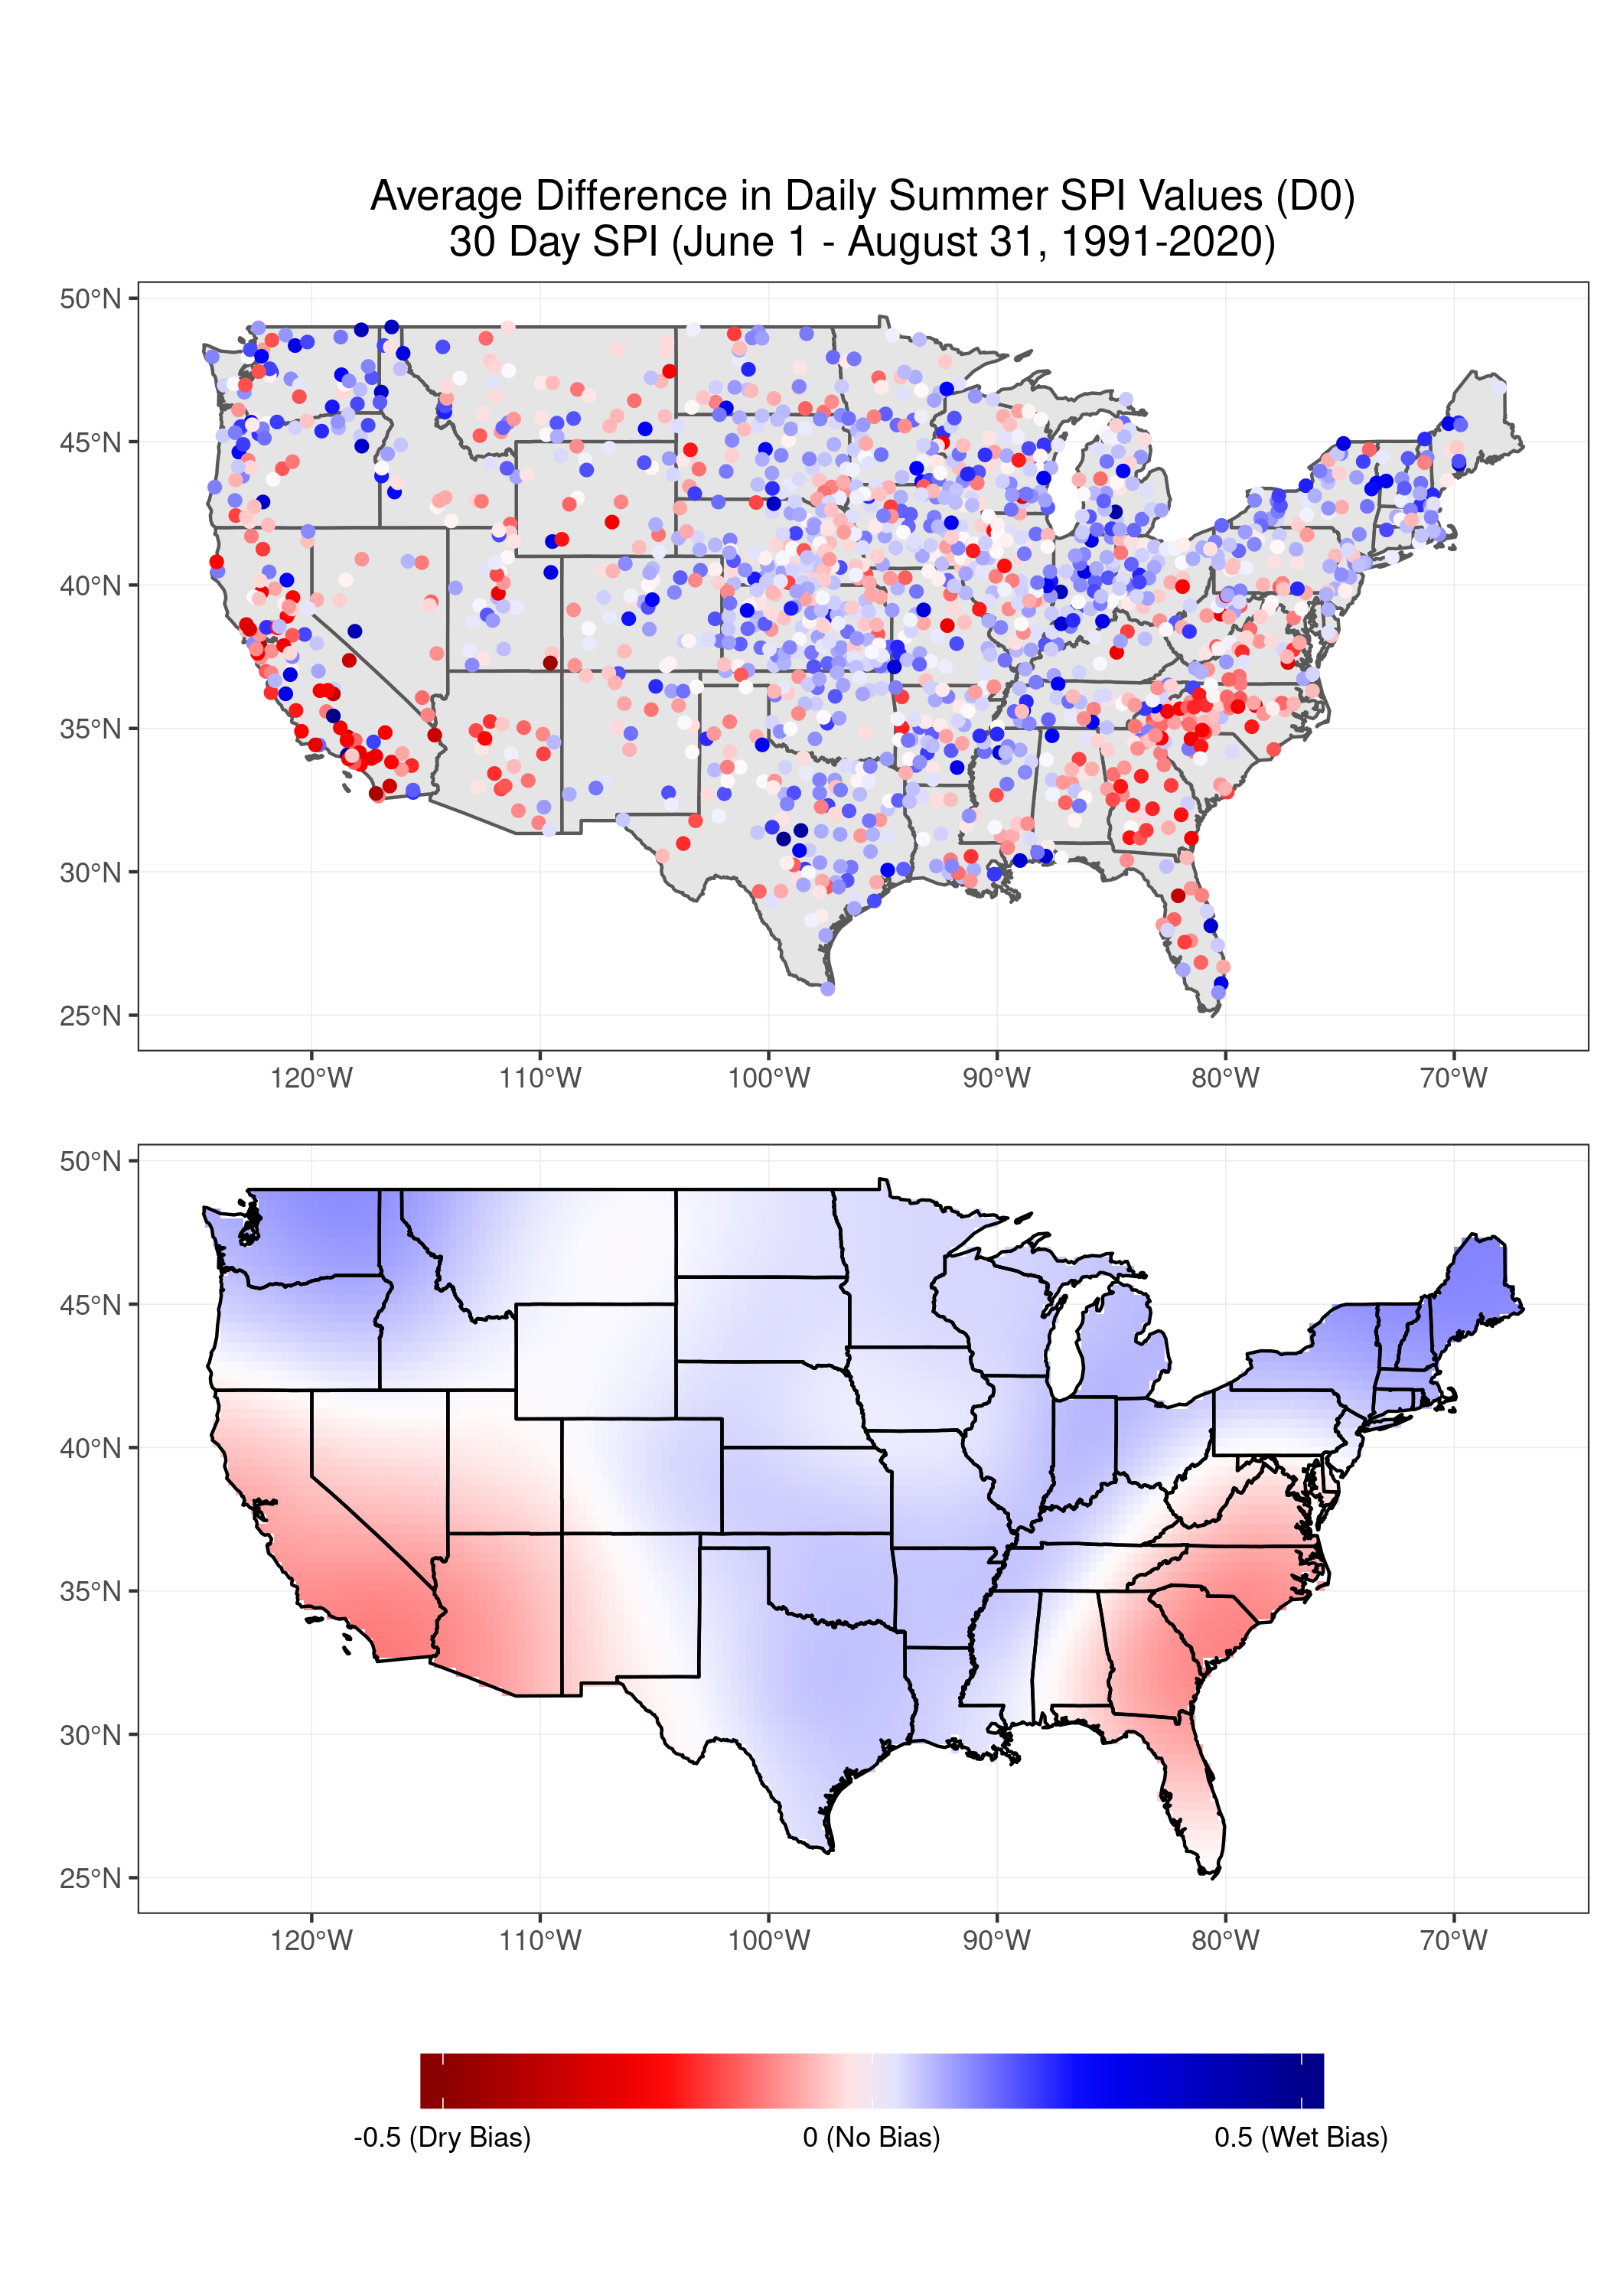 Average Difference in Daily Summer SPI Values (D0)
30 Day SPI (June 1 - August 31, 1991-2020)
50°N
45°N
40°N
35°N
30°N
25°N
120°W 110°W 100°W 90°W 80°W 70°W
50°N
45°N
40°N
35°N
30°N
25°N
120°W 110°W 100°W 90°W 80°W 70°W
-0.5 (Dry Bias) 0 (No Bias) 0.5 (Wet Bias)